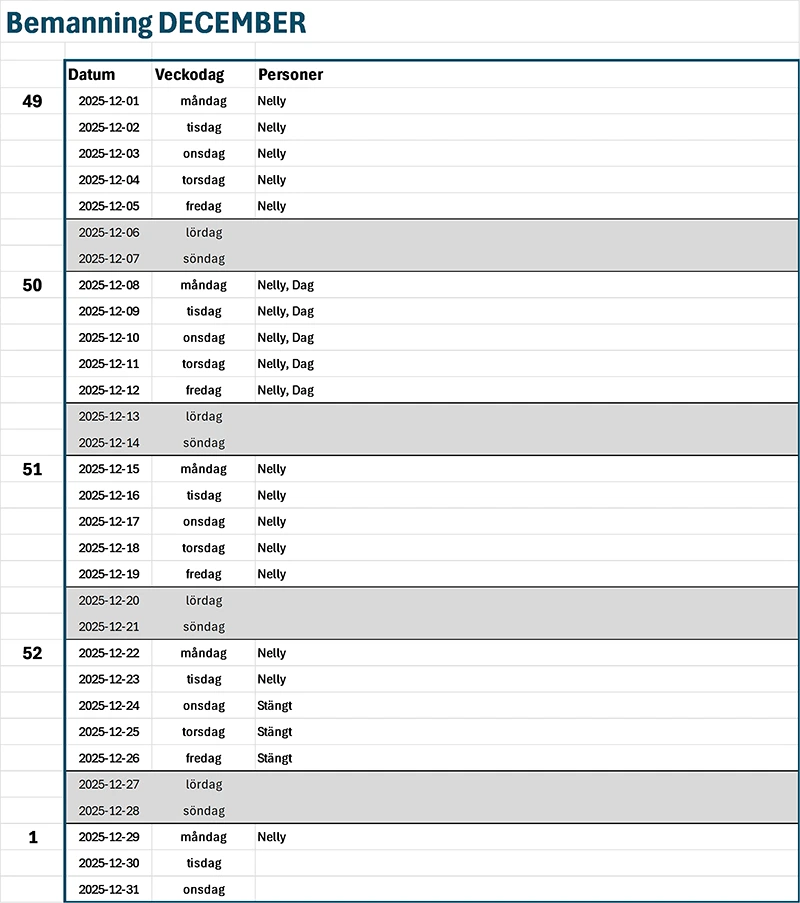 Bemanning DECEMBER
Datum Veckodag Personer
49 2025-12-01 måndag Nelly
2025-12-02 tisdag Nelly
2025-12-03 onsdag Nelly
2025-12-04 torsdag Nelly
2025-12-05 fredag Nelly
2025-12-06 lördag
2025-12-07 söndag
50 2025-12-08 måndag Nelly, Dag
2025-12-09 tisdag Nelly, Dag
2025-12-10 onsdag Nelly, Dag
2025-12-11 torsdag Nelly, Dag
2025-12-12 fredag Nelly, Dag
2025-12-13 lördag
2025-12-14 söndag
51 2025-12-15 måndag Nelly
2025-12-16 tisdag Nelly
2025-12-17 onsdag Nelly
2025-12-18 torsdag Nelly
2025-12-19 fredag Nelly
2025-12-20 lördag
2025-12-21 söndag
52 2025-12-22 måndag Nelly
2025-12-23 tisdag Nelly
2025-12-24 onsdag Stängt
2025-12-25 torsdag Stängt
2025-12-26 fredag Stängt
2025-12-27 lördag
2025-12-28 söndag
1 2025-12-29 måndag Nelly
2025-12-30 tisdag
2025-12-31 onsdag